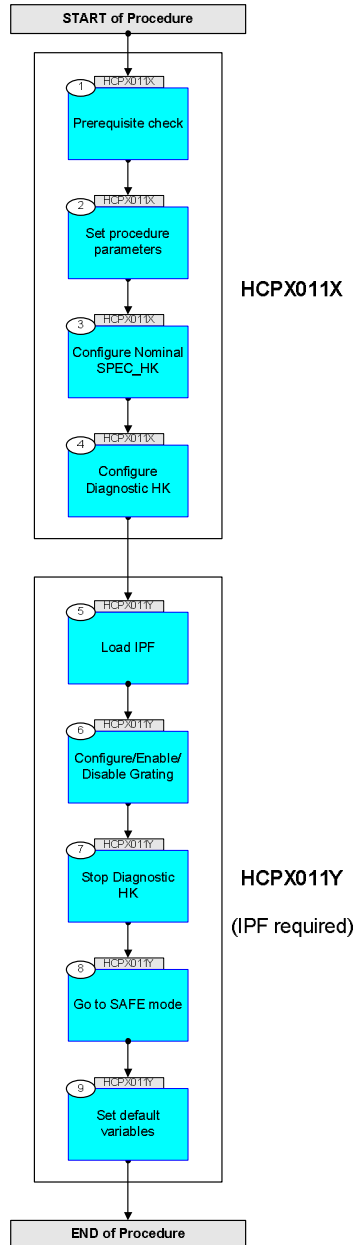 START of Procedure
HCPX011X
1
Prerequisite check
HCPX011X
2
Set procedure
parameters
HCPX011X
HCPX011X
3
Configure Nominal
SPEC_HK
HCPX011X
4
Configure
Diagnostic HK
HCPX011Y
5
Load IPF
HCPX011Y
6
Configure/Enable/
Disable Grating
HCPX011Y
7
Stop Diagnostic
HK
HCPX011Y
(IPF required)
HCPX011Y
8
Go to SAFE mode
HCPX011Y
9
Set default
variables
END of Procedure